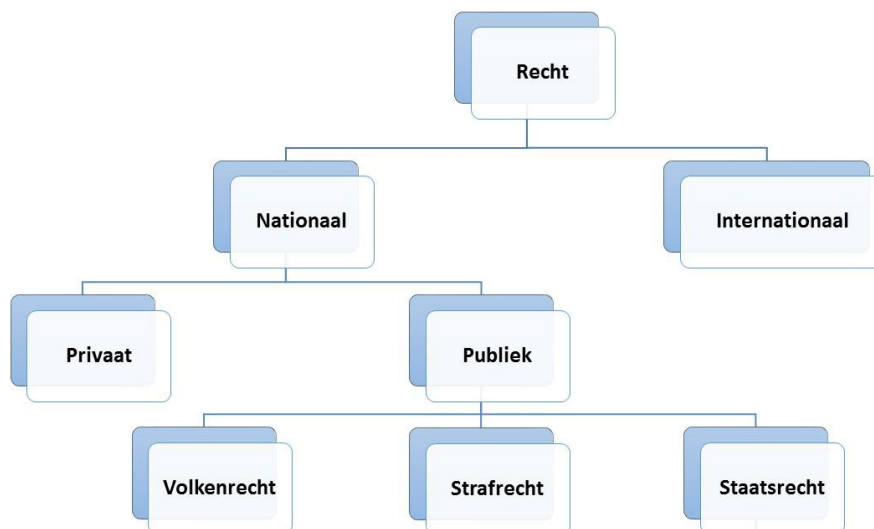 Recht
Nationaal
Internationaal
Privaat
Publiek
Volkenrecht
Strafrecht
Staatsrecht